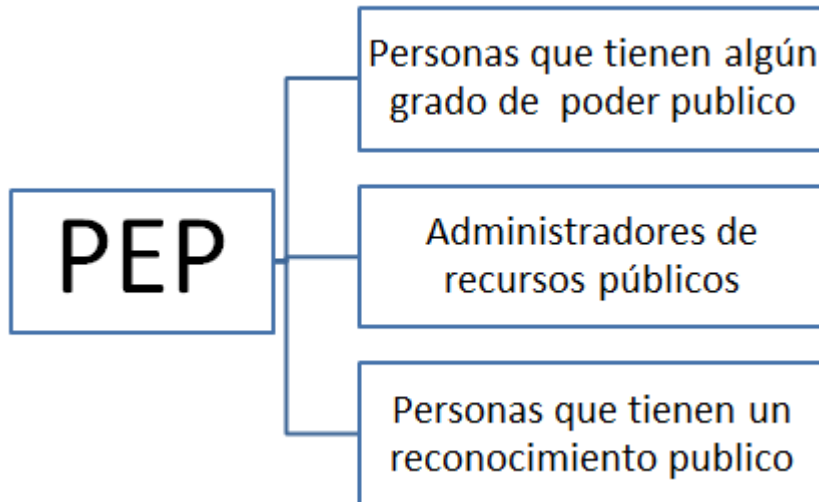 PEP
Personas que tienen algún
grado de poder publico
Administradores de
recursos públicos
Personas que tienen un
reconocimiento publico